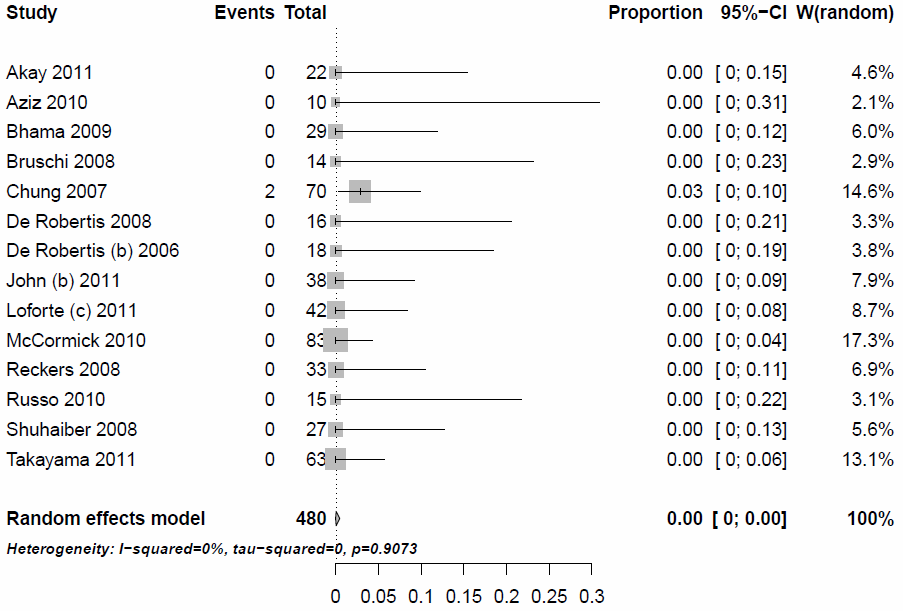 Study Events Total Proportion 95%−CI W(random)
Akay 2011 0 22 0.00 [ 0; 0.15] 4.6%
Aziz 2010 0 10 0.00 [ 0; 0.31] 2.1%
Bhama 2009 0 29 0.00 [ 0; 0.12] 6.0%
Bruschi 2008 0 14 0.00 [ 0; 0.23] 2.9%
Chung 2007 2 70 0.03 [ 0; 0.10] 14.6%
De Robertis 2008 0 16 0.00 [ 0; 0.21] 3.3%
De Robertis (b) 2006 0 18 0.00 [ 0; 0.19] 3.8%
John (b) 2011 0 38 0.00 [ 0; 0.09] 7.9%
Loforte (c) 2011 0 42 0.00 [ 0; 0.08] 8.7%
McCormick 2010 0 83 0.00 [ 0; 0.04] 17.3%
Reckers 2008 0 33 0.00 [ 0; 0.11] 6.9%
Russo 2010 0 15 0.00 [ 0; 0.22] 3.1%
Shuhaiber 2008 0 27 0.00 [ 0; 0.13] 5.6%
Takayama 2011 0 63 0.00 [ 0; 0.06] 13.1%
Random effects model 480 0.00 [ 0; 0.00] 100%
Heterogeneity: I−squared=0%, tau−squared=0, p=0.9073
0 0.05 0.1 0.15 0.2 0.25 0.3